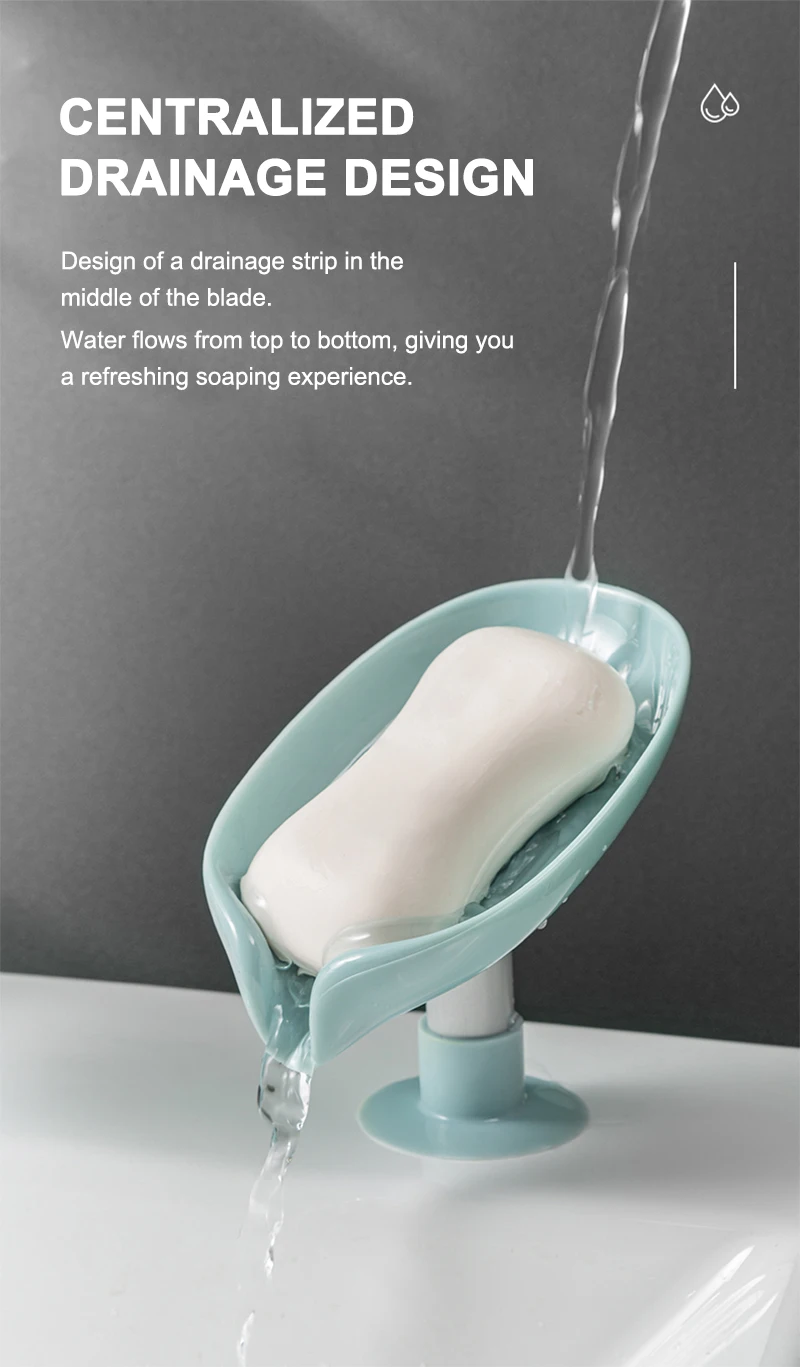 CENTRALIZED
DRAINAGE DESIGN
Design of a drainage strip in the
middle of the blade.
Water flows from top to bottom, giving you
a refreshing soaping experience.